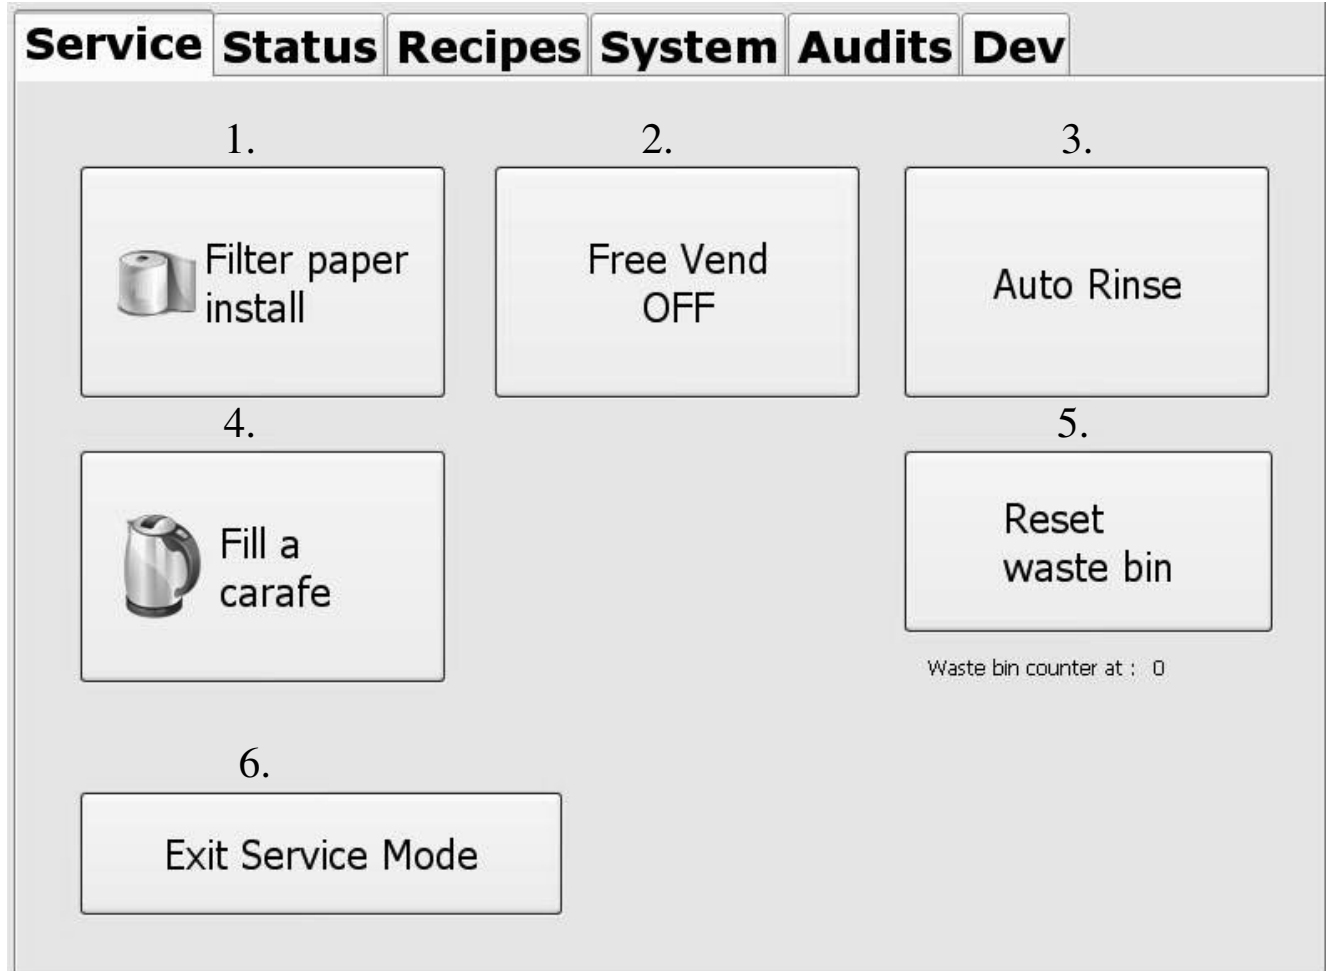 Service Status Recipes System Audits Dev
1. 2. 3.
Filter paper
install
Free Vend
OFF
Auto Rinse
4. 5.
Fill a
carafe
Reset
waste bin
Waste bin counter at : 0
6.
Exit Service Mode